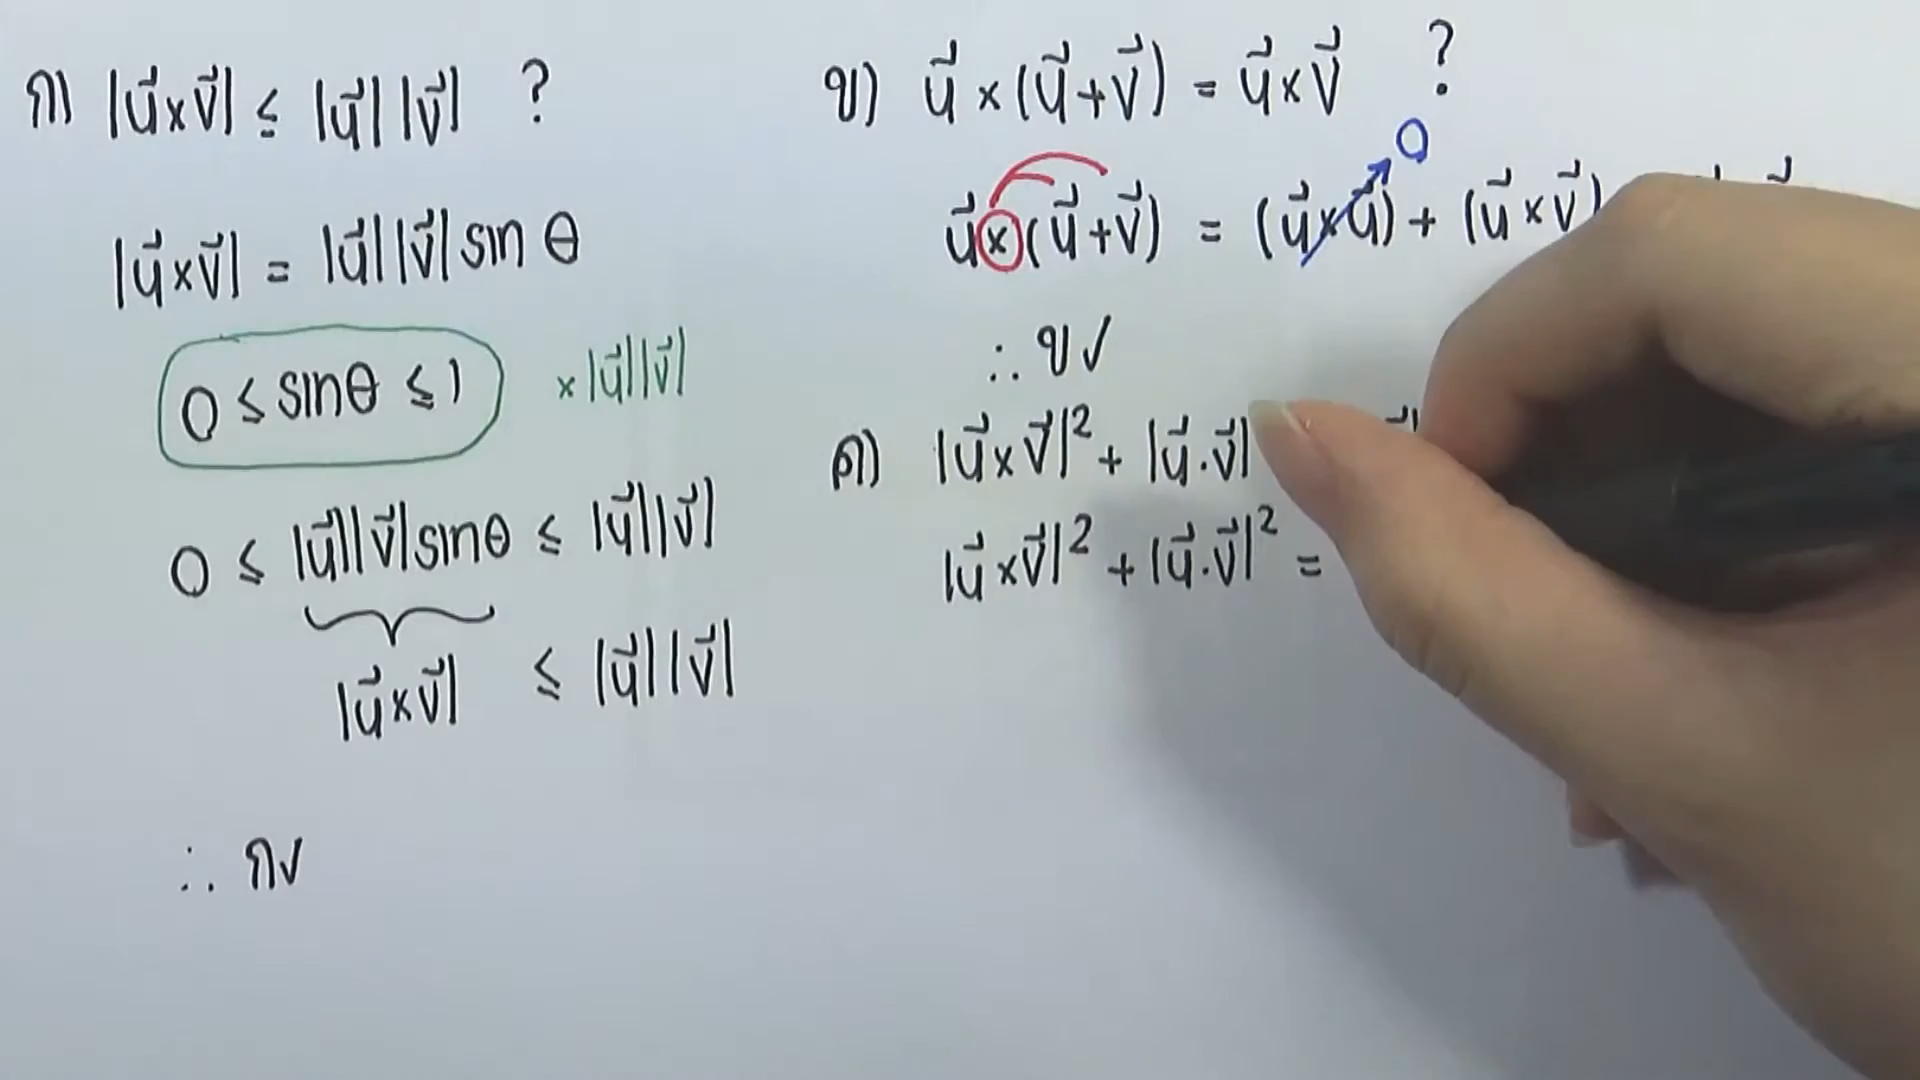 ก) |u⃗×v⃗| ≤ |u⃗| |v⃗| ?
|u⃗×v⃗| = |u⃗||v⃗| sin θ
0 ≤ sinθ ≤ 1 ×|u⃗||v⃗|
0 ≤ |u⃗||v⃗|sinθ ≤ |u⃗||v⃗|
|u⃗×v⃗| ≤ |u⃗||v⃗|
∴ ก✓
ข) u⃗ × (u⃗+v⃗) = u⃗×v⃗ ?
0
u⃗×(u⃗+v⃗) = (u⃗×u⃗) + (u⃗×v⃗)
∴ ข✓
ค) |u⃗×v⃗|² + |u⃗·v⃗|
|u⃗×v⃗|² + |u⃗·v⃗|² =